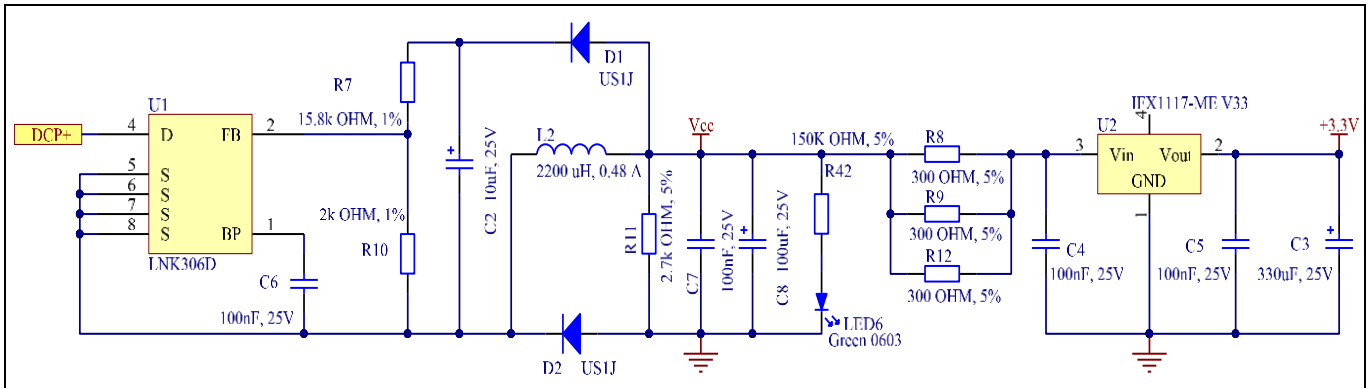 DCP+
U1
LNK306D
4
D
FB
2
5
S
6
S
7
S
8
S
BP
1
C6
100nF, 25V
R7
15.8k OHM, 1%
2k OHM, 1%
R10
C2 10uF, 25V
D1
US1J
L2
2200 uH, 0.48 A
D2
US1J
Vcc
R11
2.7k OHM, 5%
C7
100nF, 25V
C8 100uF, 25V
150K OHM, 5%
R42
LED6
Green 0603
R8
300 OHM, 5%
R9
300 OHM, 5%
R12
300 OHM, 5%
C4
100nF, 25V
IFX1117-ME V33
U2
4
3
Vin
Vout
2
GND
1
C5
100nF, 25V
+3.3V
C3
330uF, 25V